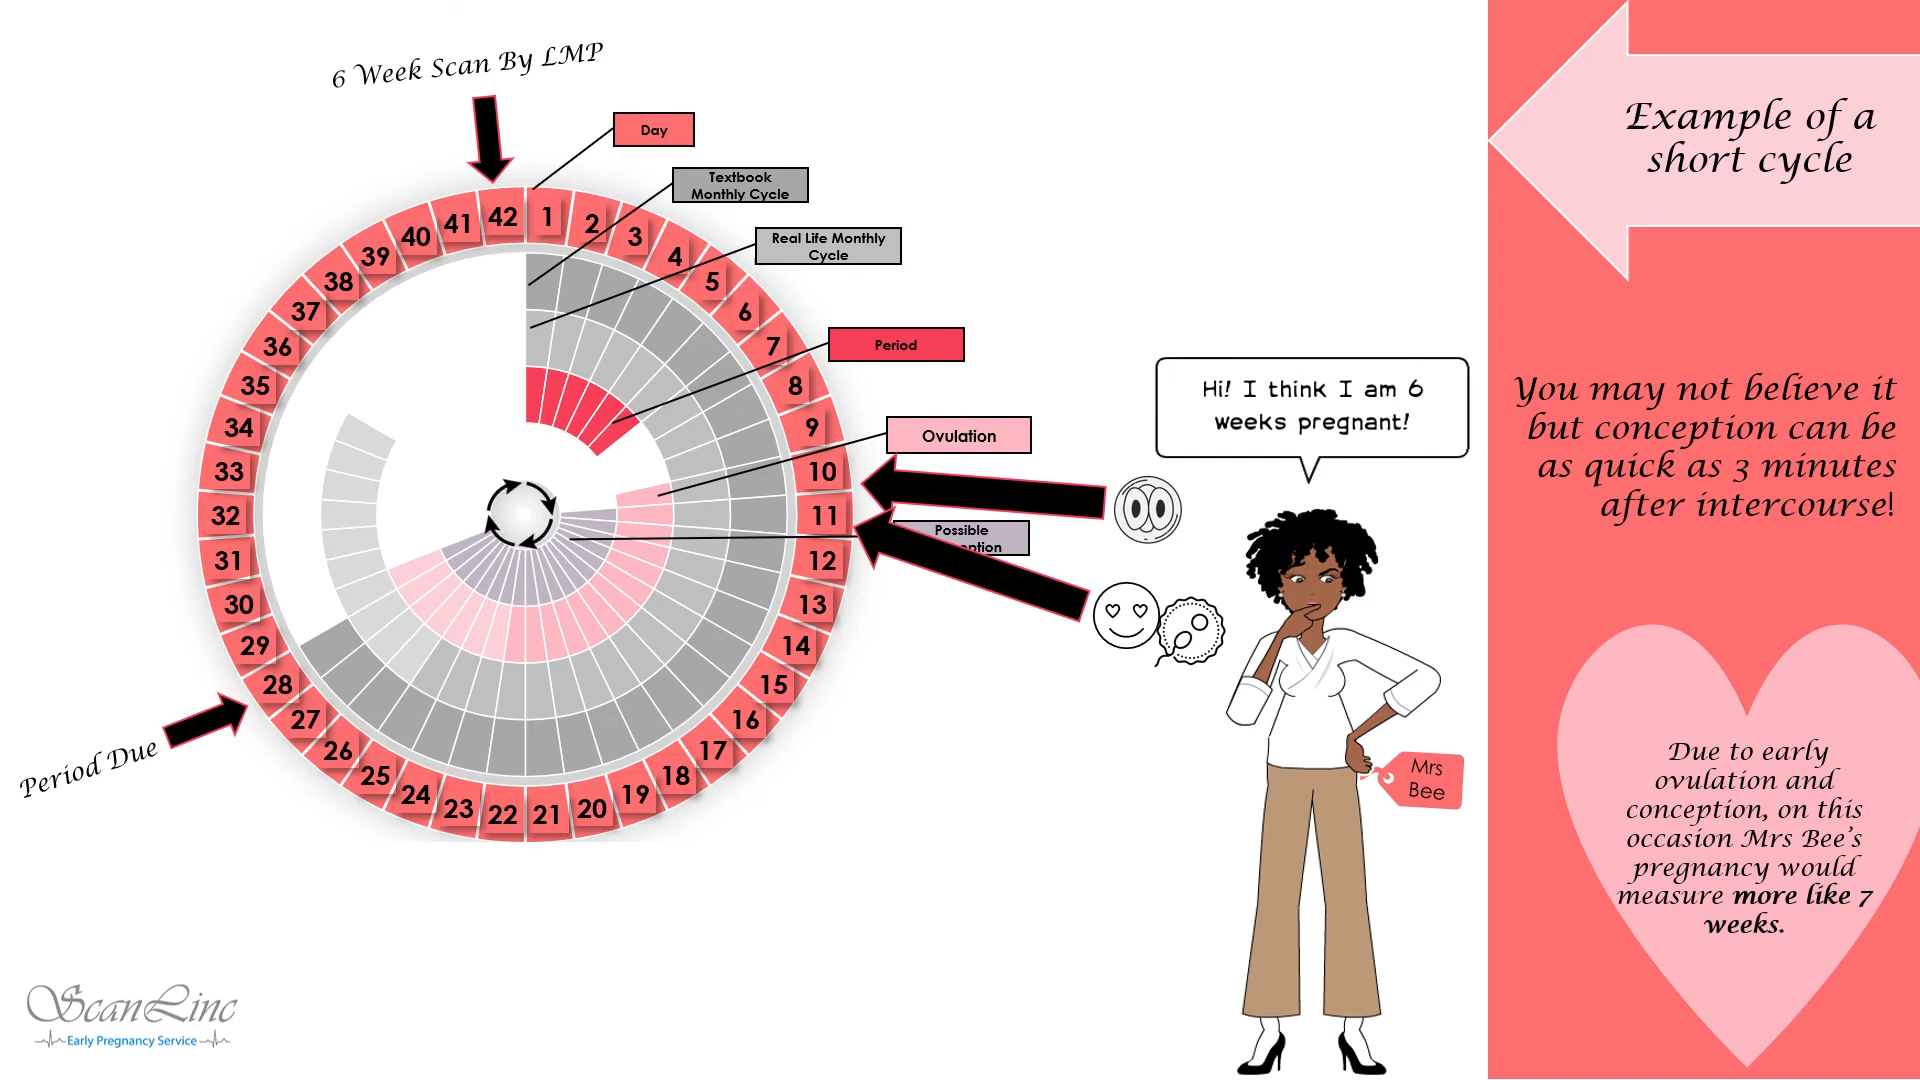 6 Week Scan By LMP
Day
Textbook
Monthly Cycle
Real Life Monthly
Cycle
Period
Ovulation
Possible
ption
1
2
3
4
5
6
7
8
9
10
11
12
13
14
15
16
17
18
19
20
21
22
23
24
25
26
27
28
29
30
31
32
33
34
35
36
37
38
39
40
41
42
Period Due
Hi! I think I am 6
weeks pregnant!
Mrs
Bee
Example of a
short cycle
You may not believe it
but conception can be
as quick as 3 minutes
after intercourse!
Due to early
ovulation and
conception, on this
occasion Mrs Bee's
pregnancy would
measure more like 7
weeks.
ScanLinc
Early Pregnancy Service